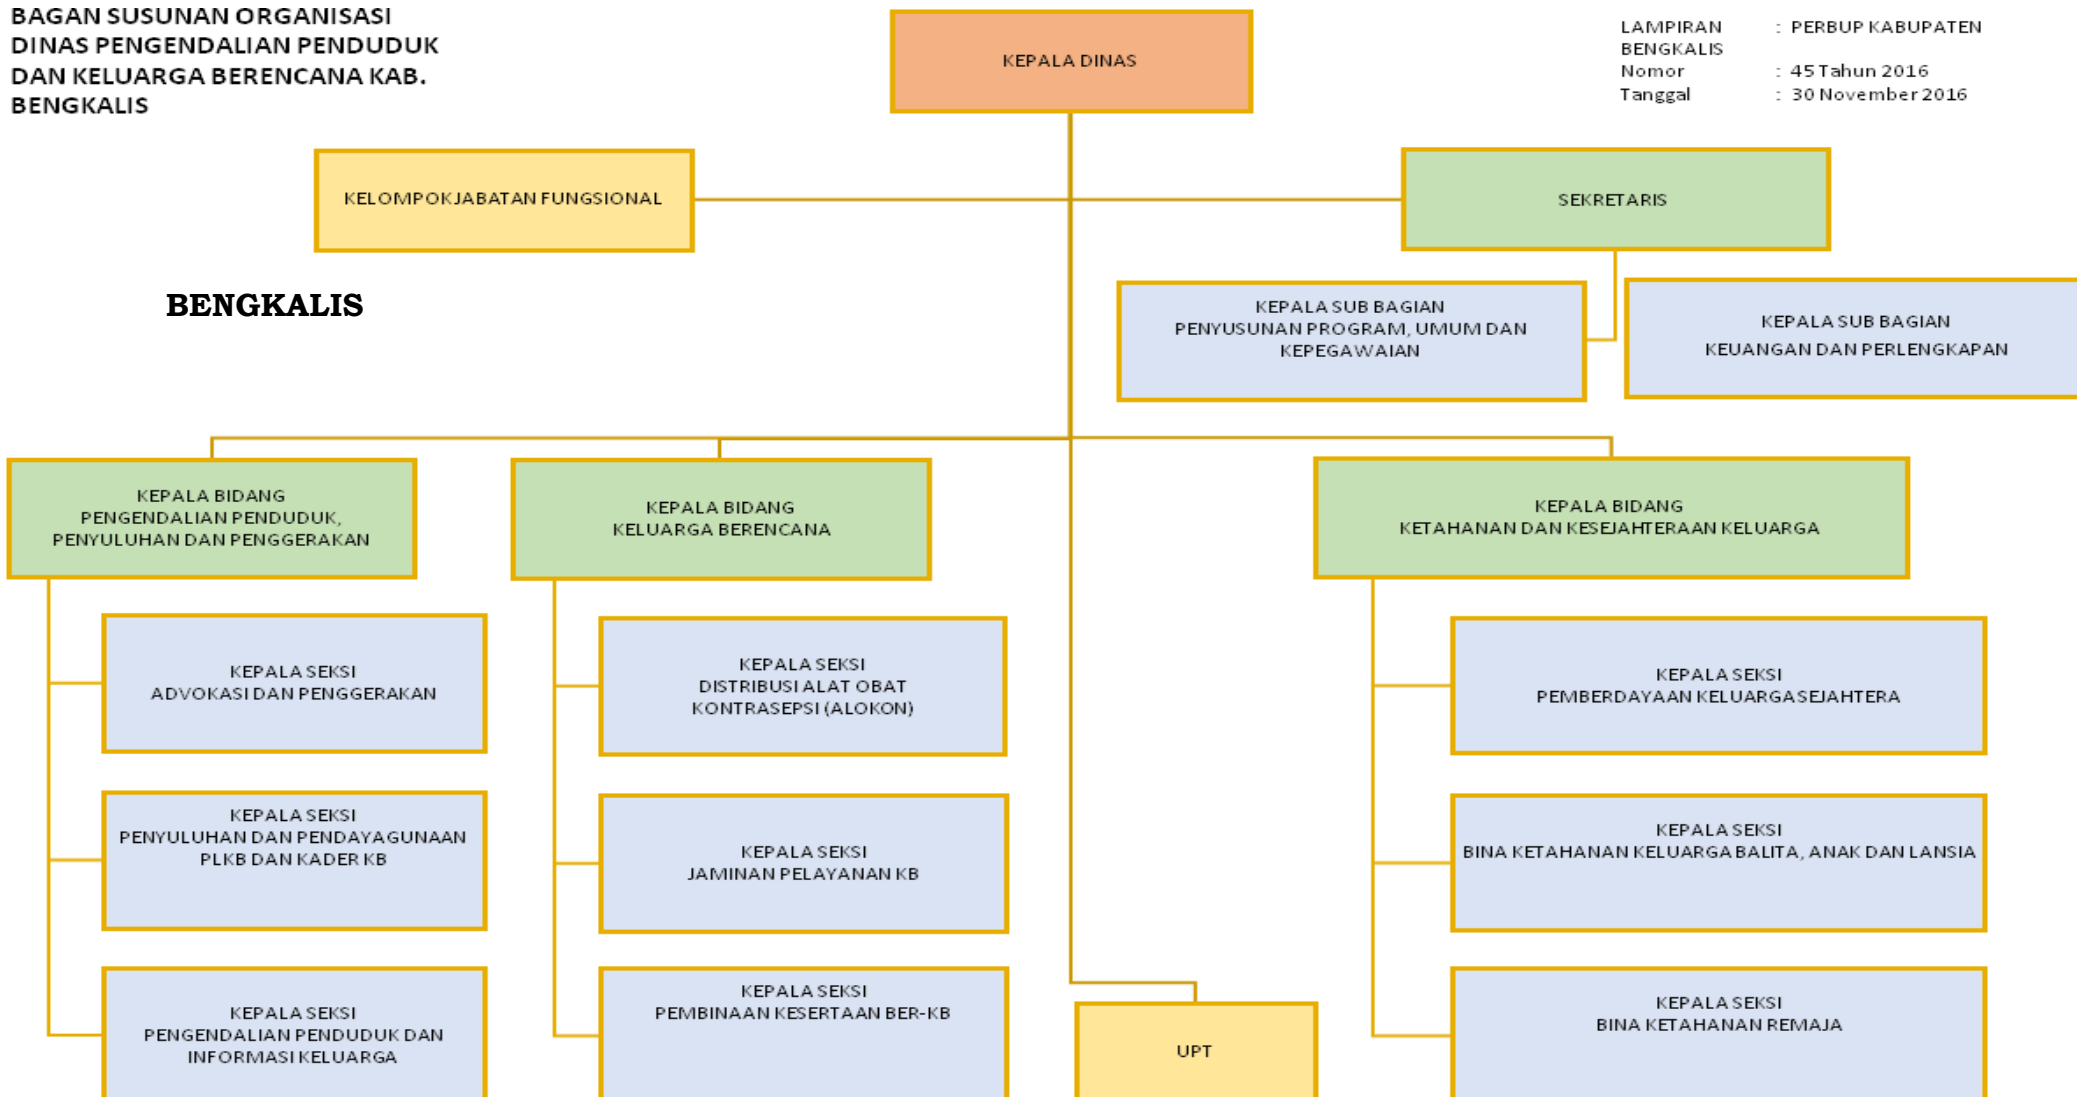 BAGAN SUSUNAN ORGANISASI
DINAS PENGENDALIAN PENDUDUK
DAN KELUARGA BERENCANA KAB.
BENGKALIS
KEPALA DINAS
LAMPIRAN : PERBUP KABUPATEN
BENGKALIS
Nomor : 45 Tahun 2016
Tanggal : 30 November 2016
KELOMPOK JABATAN FUNGSIONAL
SEKRETARIS
BENGKALIS
KEPALA SUB BAGIAN
PENYUSUNAN PROGRAM, UMUM DAN
KEPEGAWAIAN
KEPALA SUB BAGIAN
KEUANGAN DAN PERLENGKAPAN
KEPALA BIDANG
PENGENDALIAN PENDUDUK,
PENYULUHAN DAN PENGGERAKAN
KEPALA BIDANG
KELUARGA BERENCANA
KEPALA BIDANG
KETAHANAN DAN KESEJAHTERAAN KELUARGA
KEPALA SEKSI
ADVOKASI DAN PENGGERAKAN
KEPALA SEKSI
DISTRIBUSI ALAT OBAT
KONTRASEPSI (ALOKON)
KEPALA SEKSI
PEMBERDAYAAN KELUARGA SEJAHTERA
KEPALA SEKSI
PENYULUHAN DAN PENDAYAGUNAAN
PLKB DAN KADER KB
KEPALA SEKSI
JAMINAN PELAYANAN KB
KEPALA SEKSI
BINA KETAHANAN KELUARGA BALITA, ANAK DAN LANSIA
KEPALA SEKSI
PENGENDALIAN PENDUDUK DAN
INFORMASI KELUARGA
KEPALA SEKSI
PEMBINAAN KESERTAAN BER-KB
UPT
KEPALA SEKSI
BINA KETAHANAN REMAJA